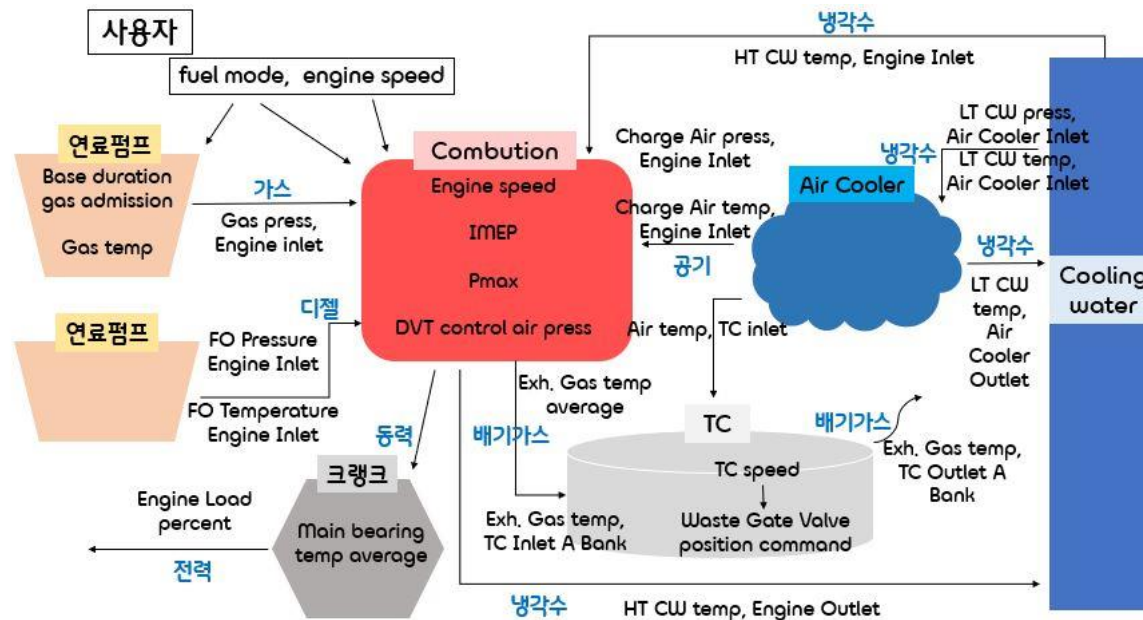 사용자
fuel mode, engine speed
연료펌프
Base duration
gas admission
Gas temp
가스
Gas press,
Engine inlet
연료펌프
디젤
FO Pressure
Engine Inlet
FO Temperature
Engine Inlet
Combution
Engine speed
IMEP
Pmax
DVT control air press
냉각수
HT CW temp, Engine Inlet
Charge Air press,
Engine Inlet
Charge Air temp,
Engine Inlet
공기
Air Cooler
냉각수
LT CW press,
Air Cooler Inlet
LT CW temp,
Air Cooler Inlet
냉각수
LT CW
temp,
Air
Cooler
Outlet
Cooling
water
Air temp, TC inlet
Exh. Gas temp
average
동력
배기가스
Exh. Gas temp,
TC Inlet A Bank
TC
TC speed
Waste Gate Valve
position command
배기가스
Exh. Gas temp,
TC Outlet A
Bank
크랭크
Main bearing
temp average
Engine Load
percent
전력
냉각수
HT CW temp, Engine Outlet